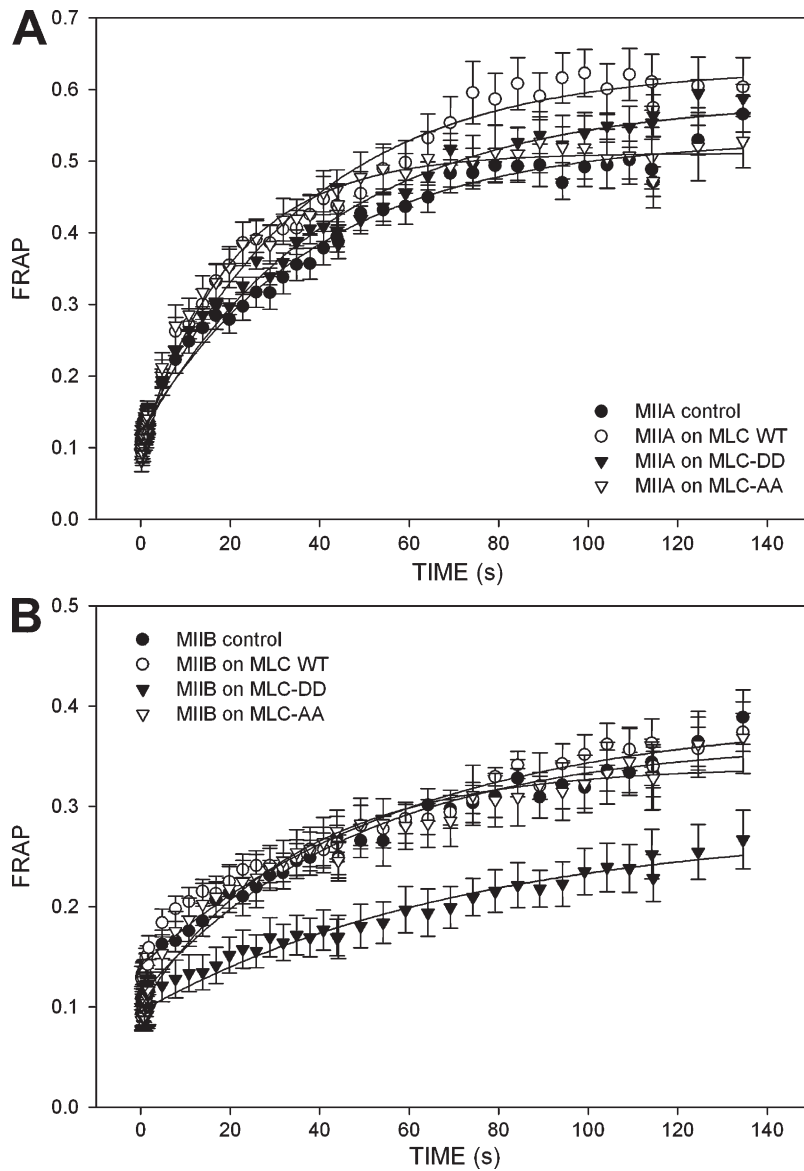 A
0.7
0.6
0.5
0.4
0.3
0.2
0.1
0.0
FRAP
MIIA control
MIIA on MLC WT
MIIA on MLC-DD
MIIA on MLC-AA
0 20 40 60 80 100 120 140
TIME (s)
B
0.5
0.4
0.3
0.2
0.1
0.0
FRAP
MIIB control
MIIB on MLC WT
MIIB on MLC-DD
MIIB on MLC-AA
0 20 40 60 80 100 120 140
TIME (s)